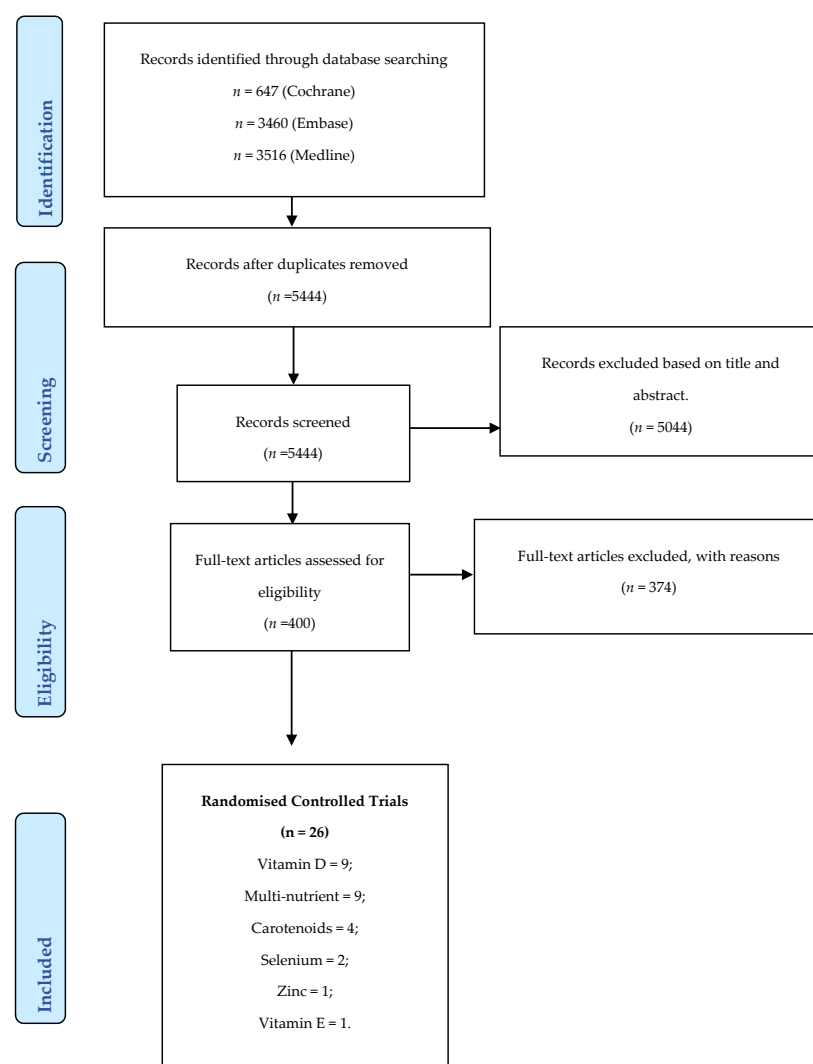 Identification
Records identified through database searching
n = 647 (Cochrane)
n = 3460 (Embase)
n = 3516 (Medline)
Records after duplicates removed
(n =5444)
Screening
Records screened
(n =5444)
Records excluded based on title and
abstract.
(n = 5044)
Eligibility
Full-text articles assessed for
eligibility
(n =400)
Full-text articles excluded, with reasons
(n = 374)
Included
Randomised Controlled Trials
(n = 26)
Vitamin D = 9;
Multi-nutrient = 9;
Carotenoids = 4;
Selenium = 2;
Zinc = 1;
Vitamin E = 1.